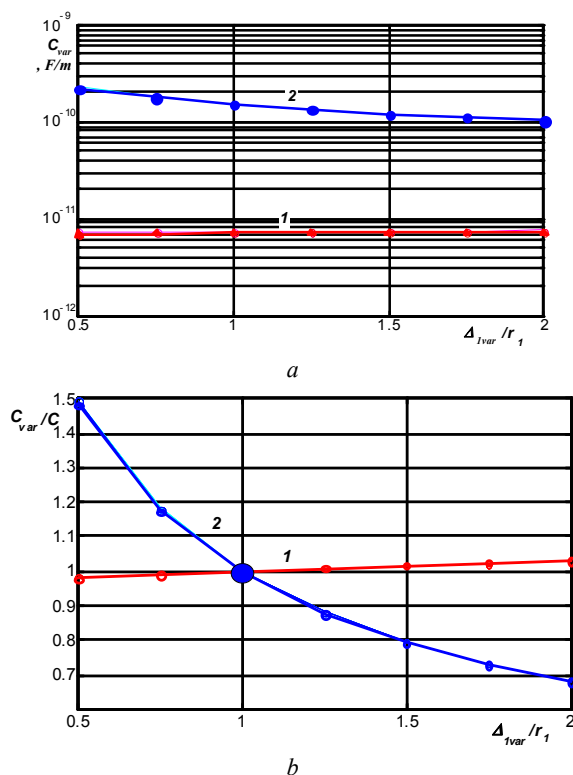 10⁻⁹
C_var
, F/m
2
10⁻¹⁰
1
10⁻¹¹
10⁻¹²
0.5 1 1.5 2
Δ_1var /r_1
a
1.5
C_var /C
1.4
1.3
1.2
2
1.1
1
1
0.9
0.8
0.7
0.5 1 1.5 2
Δ_1var /r_1
b